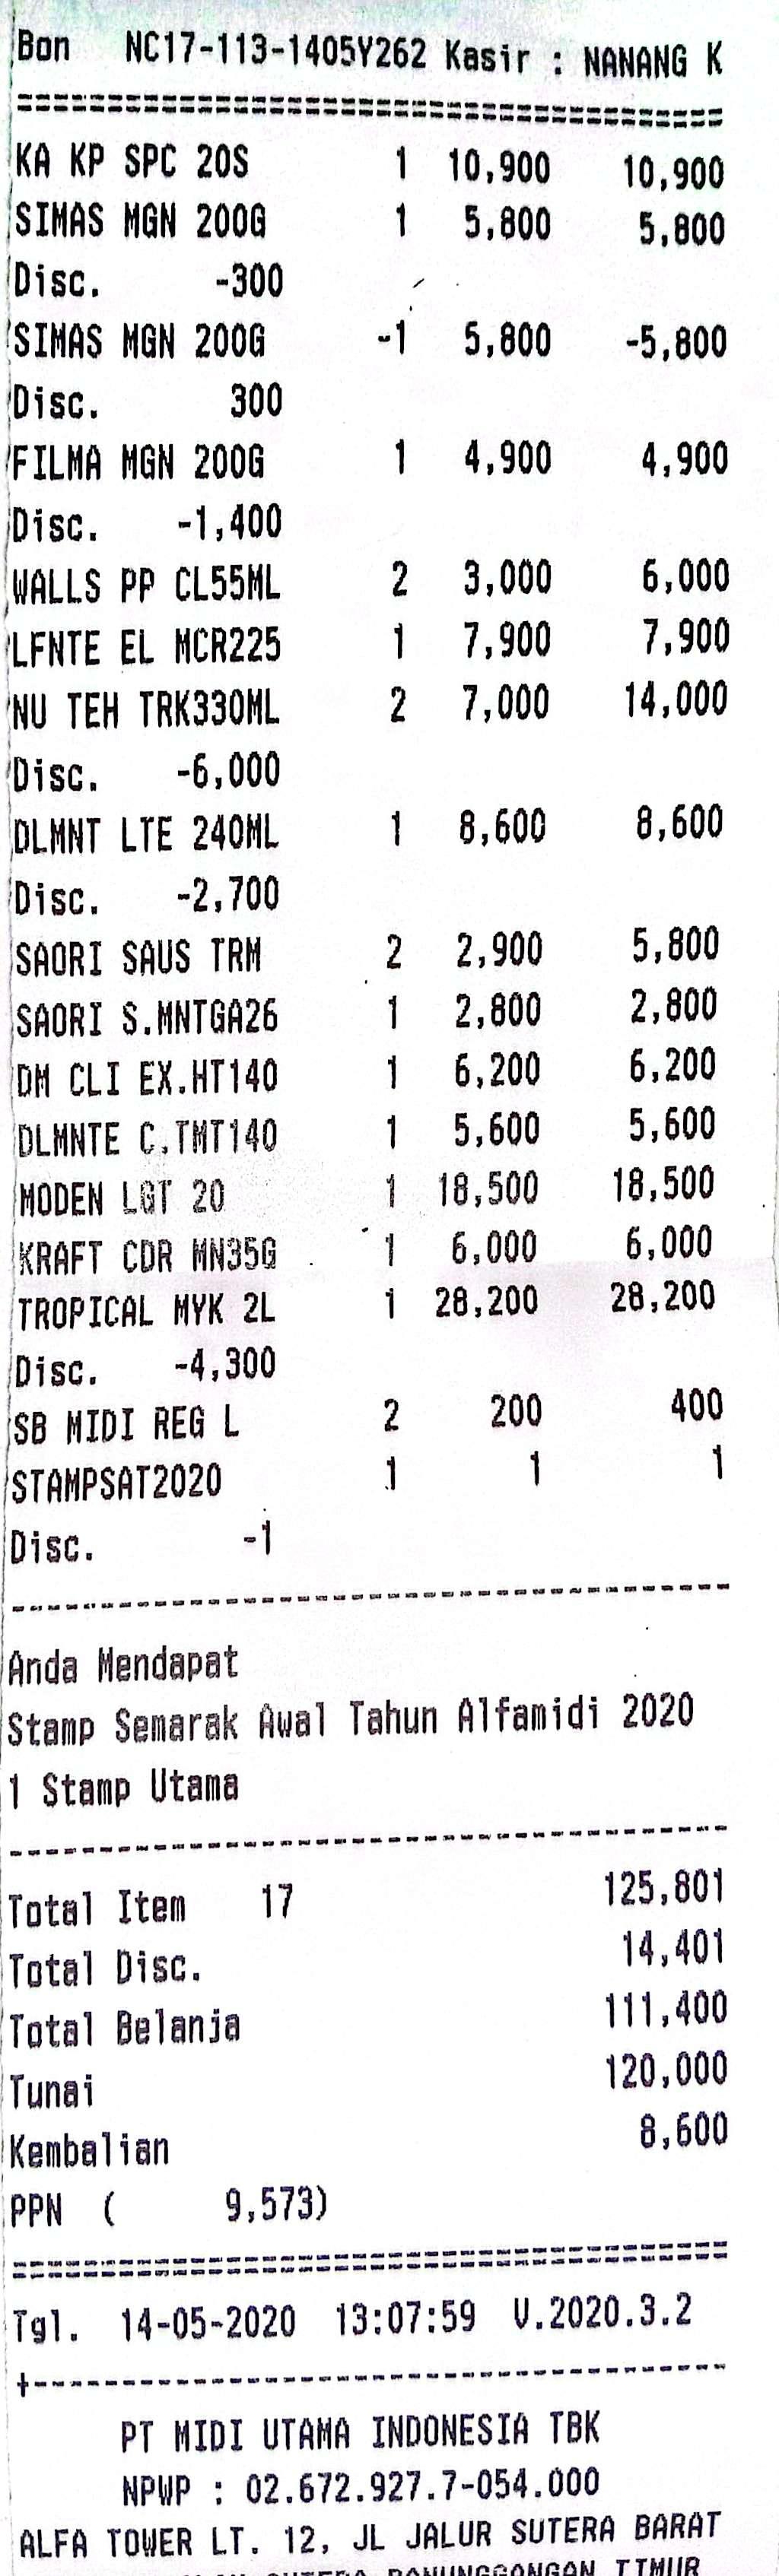 Bon NC17-113-1405Y262 Kasir : NANANG K
KA KP SPC 20S 1 10,900 10,900
SIMAS MGN 200G 1 5,800 5,800
Disc. -300
SIMAS MGN 200G -1 5,800 -5,800
Disc. 300
FILMA MGN 200G 1 4,900 4,900
Disc. -1,400
WALLS PP CL55ML 2 3,000 6,000
LFNTE EL MCR225 1 7,900 7,900
NU TEH TRK330ML 2 7,000 14,000
Disc. -6,000
DLMNT LTE 240ML 1 8,600 8,600
Disc. -2,700
SAORI SAUS TRM 2 2,900 5,800
SAORI S.MNTGA26 1 2,800 2,800
DM CLI EX.HT140 1 6,200 6,200
DLMNTE C.TMT140 1 5,600 5,600
MODEN LGT 20 1 18,500 18,500
KRAFT CDR MN35G 1 6,000 6,000
TROPICAL MYK 2L 1 28,200 28,200
Disc. -4,300
SB MIDI REG L 2 200 400
STAMPSAT2020 1 1 1
Disc. -1
Anda Mendapat
Stamp Semarak Awal Tahun Alfamidi 2020
1 Stamp Utama
Total Item 17 125,801
Total Disc. 14,401
Total Belanja 111,400
Tunai 120,000
Kembalian 8,600
PPN ( 9,573)
Tgl. 14-05-2020 13:07:59 V.2020.3.2
PT MIDI UTAMA INDONESIA TBK
NPWP : 02.672.927.7-054.000
ALFA TOWER LT. 12, JL JALUR SUTERA BARAT
SUTERA PANUNGGANGAN TIMUR